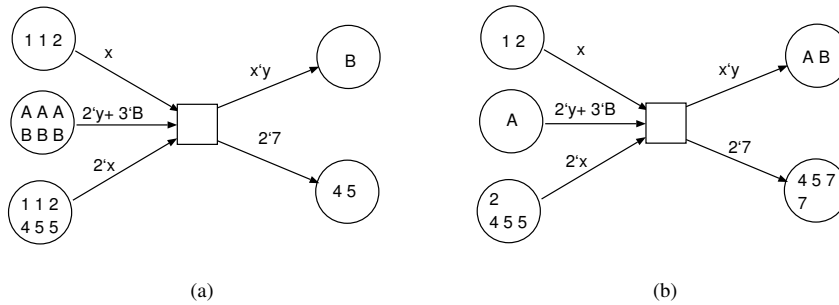 1 1 2
x
A A A
B B B
2‘y+ 3‘B
1 1 2
4 5 5
2‘x
x‘y
B
2‘7
4 5
(a)
1 2
x
A
2‘y+ 3‘B
2
4 5 5
2‘x
x‘y
A B
2‘7
4 5 7
7
(b)